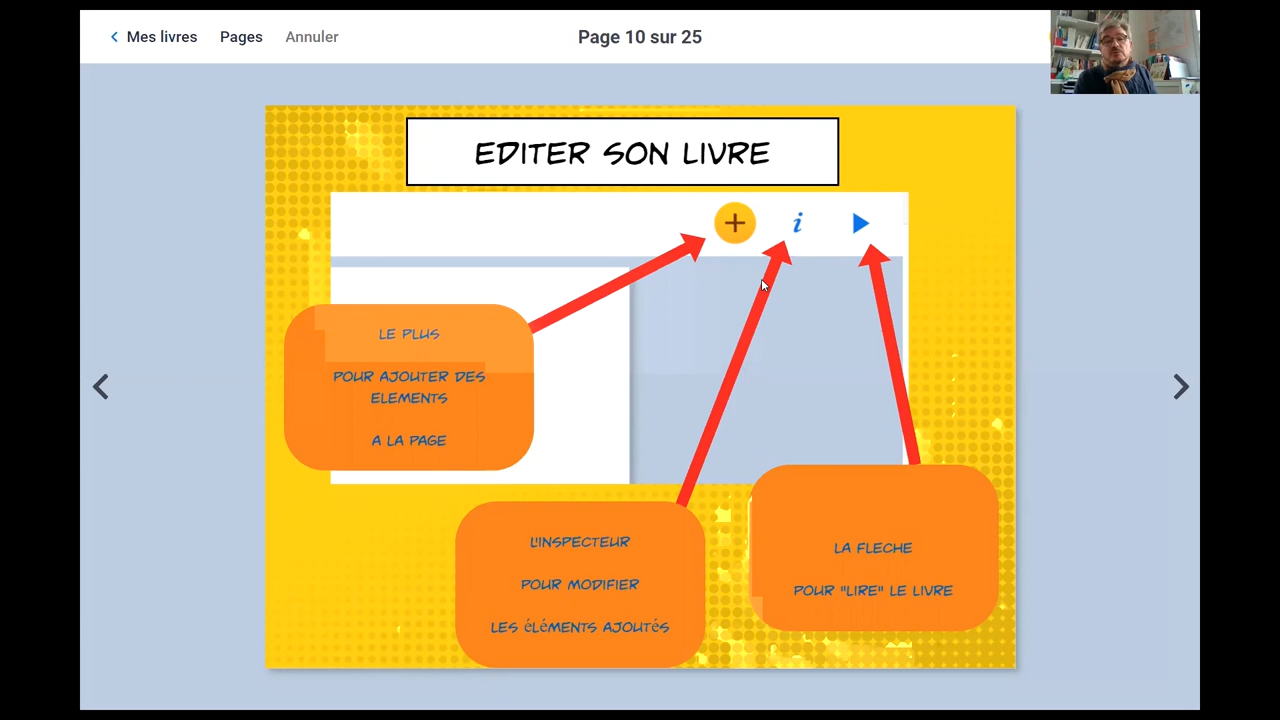 Mes livres Pages Annuler Page 10 sur 25
EDITER SON LIVRE
+ i
LE PLUS
POUR AJOUTER DES
ELEMENTS
A LA PAGE
L'INSPECTEUR
POUR MODIFIER
LES éLéMENTS AJOUTéS
LA FLECHE
POUR "LIRE" LE LIVRE